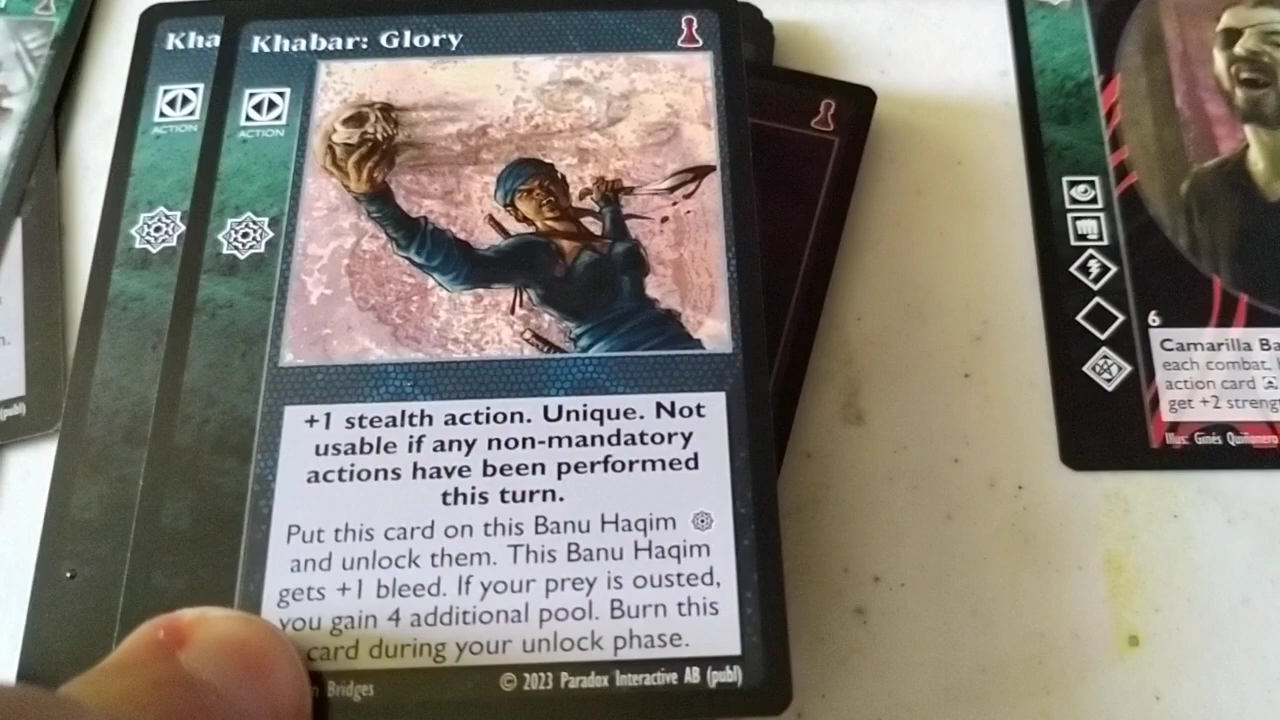 Kha
Khabar: Glory
ACTION
ACTION
+1 stealth action. Unique. Not
usable if any non-mandatory
actions have been performed
this turn.
Put this card on this Banu Haqim
and unlock them. This Banu Haqim
gets +1 bleed. If your prey is ousted,
you gain 4 additional pool. Burn this
card during your unlock phase.
Bridges
© 2023 Paradox Interactive AB (publ)
6
Camarilla Ba
each combat,
action card
get +2 streng
Illus: Ginés Quiñonero
n.
(publ)